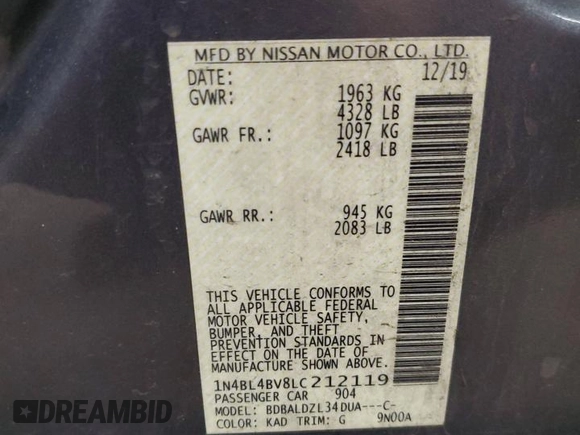 MFD BY NISSAN MOTOR CO., LTD.
DATE: 12/19
GVWR: 1963 KG
4328 LB
GAWR FR.: 1097 KG
2418 LB
GAWR RR.: 945 KG
2083 LB
THIS VEHICLE CONFORMS TO
ALL APPLICABLE FEDERAL
MOTOR VEHICLE SAFETY,
BUMPER, AND THEFT
PREVENTION STANDARDS
IN EFFECT ON THE DATE OF
MANUFACTURE SHOWN ABOVE.
1N4BL4BV8LC212119
PASSENGER CAR 904
MODEL: BDBALDZL34DUA---C-
COLOR: KAD TRIM: G 9N00A
BIDHISTORY